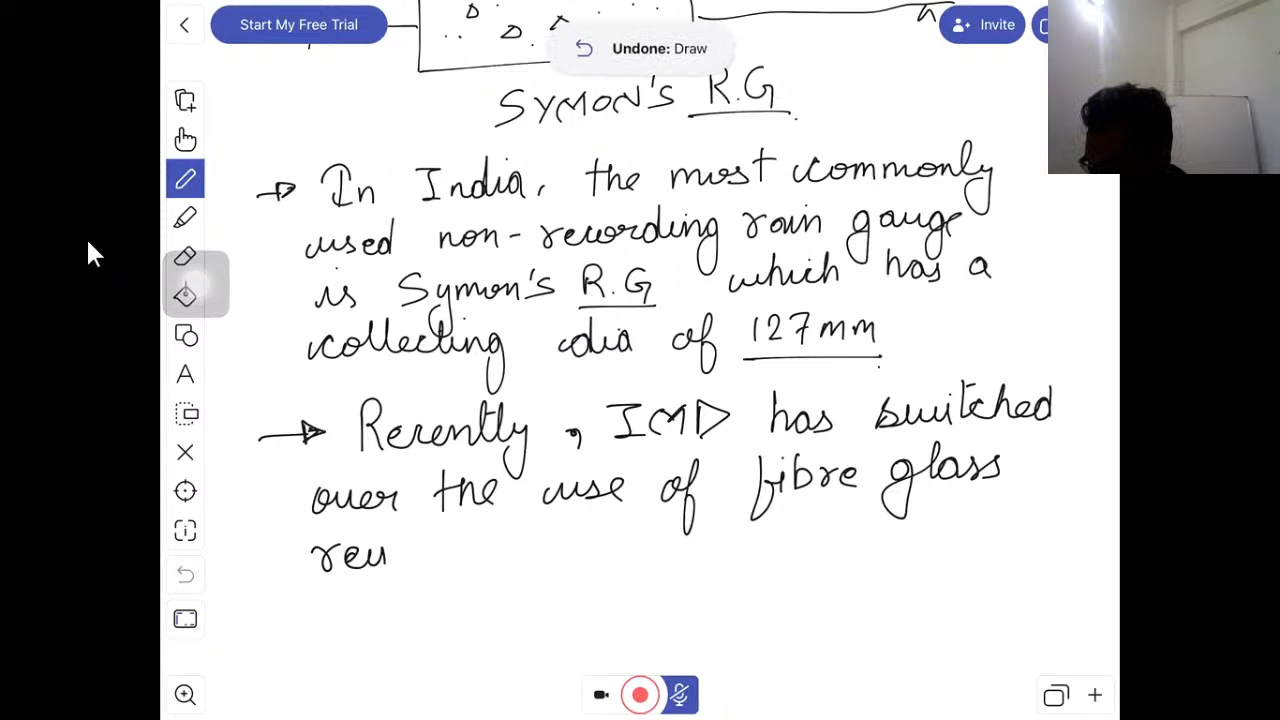 Start My Free Trial
Undone: Draw
Invite
SYMON'S R.G
In India, the most commonly
used non-recording rain gauge
is Symon's R.G which has a
collecting dia of 127mm
Recently, IMD has switched
over the use of fibre glass
A